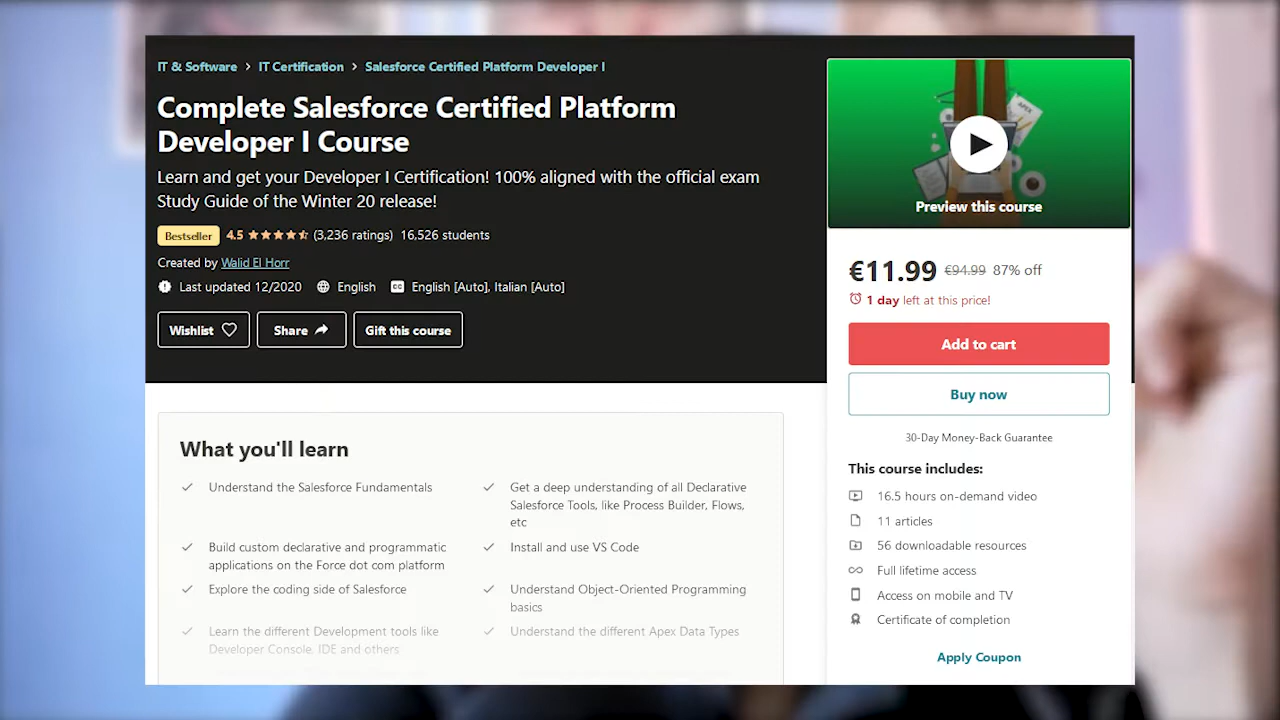 IT & Software > IT Certification > Salesforce Certified Platform Developer I
Complete Salesforce Certified Platform
Developer I Course
Learn and get your Developer I Certification! 100% aligned with the official exam
Study Guide of the Winter 20 release!
Bestseller 4.5 (3,236 ratings) 16,526 students
Created by Walid El Horr
Last updated 12/2020 English CC English [Auto], Italian [Auto]
Wishlist Share Gift this course
What you'll learn
Understand the Salesforce Fundamentals
Build custom declarative and programmatic
applications on the Force dot com platform
Explore the coding side of Salesforce
Learn the different Development tools like
Developer Console, IDE and others
Get a deep understanding of all Declarative
Salesforce Tools, like Process Builder, Flows,
etc
Install and use VS Code
Understand Object-Oriented Programming
basics
Understand the different Apex Data Types
APEX
Preview this course
€11.99 €94.99 87% off
1 day left at this price!
Add to cart
Buy now
30-Day Money-Back Guarantee
This course includes:
16.5 hours on-demand video
11 articles
56 downloadable resources
Full lifetime access
Access on mobile and TV
Certificate of completion
Apply Coupon